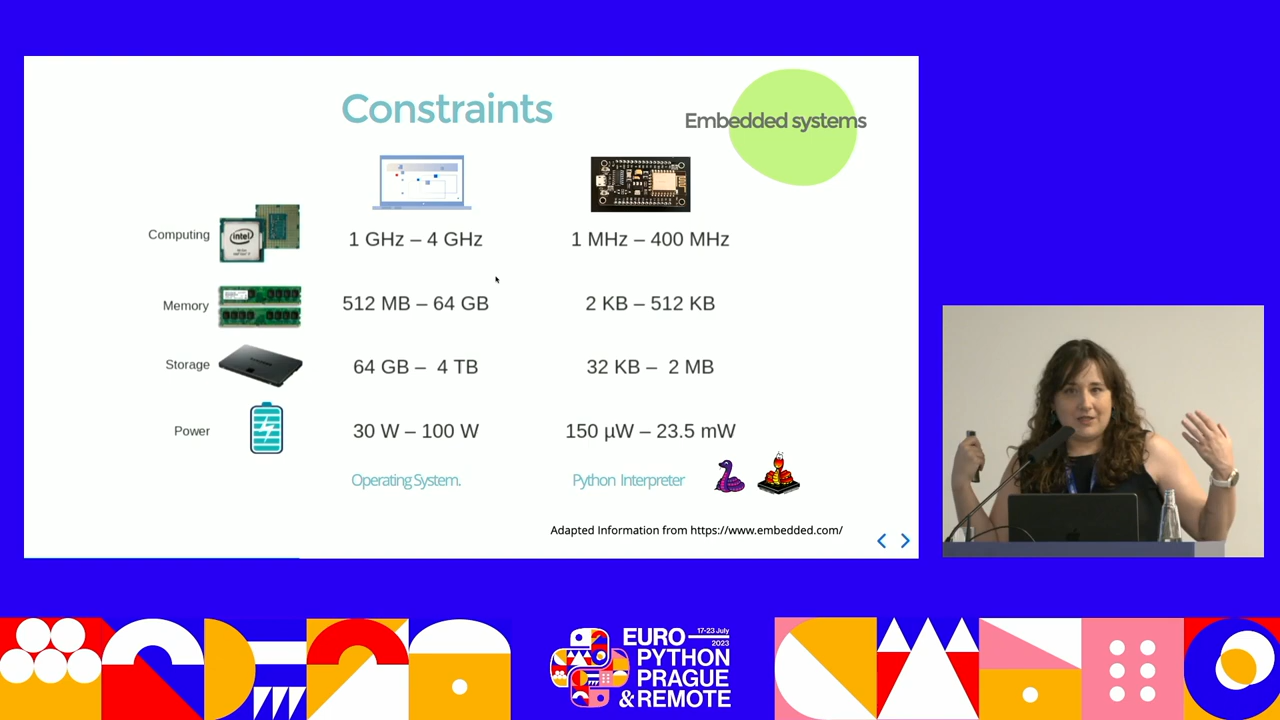 Constraints
Embedded systems
Computing
intel
1 GHz – 4 GHz
1 MHz – 400 MHz
Memory
512 MB – 64 GB
2 KB – 512 KB
Storage
64 GB – 4 TB
32 KB – 2 MB
Power
30 W – 100 W
150 µW – 23.5 mW
Operating System.
Python Interpreter
Adapted Information from https://www.embedded.com/
EURO
17-23 July
2023
PYTHON
PRAGUE
& REMOTE